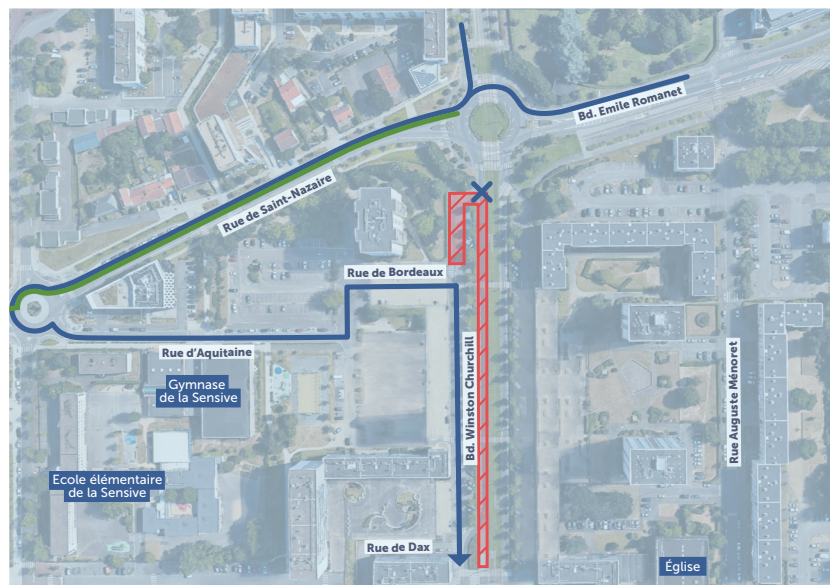 Bd. Emile Romanet
Rue de Saint-Nazaire
Rue de Bordeaux
Rue d'Aquitaine
Gymnase
de la Sensive
Bd. Winston Churchill
Rue Auguste Ménoret
Ecole élémentaire
de la Sensive
Rue de Dax
Église